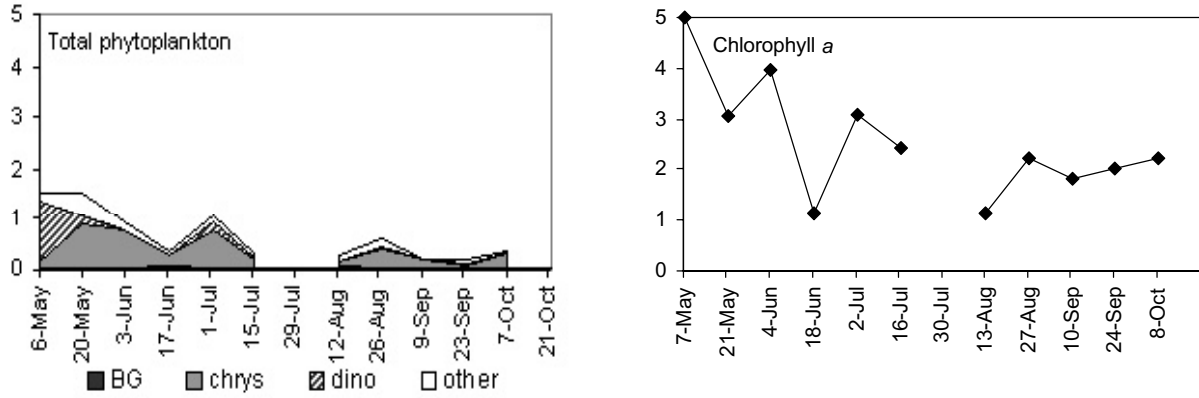 Total phytoplankton
5
4
3
2
1
0
6-May
20-May
3-Jun
17-Jun
1-Jul
15-Jul
29-Jul
12-Aug
26-Aug
9-Sep
23-Sep
7-Oct
21-Oct
BG chrys dino other
Chlorophyll a
5
4
3
2
1
0
7-May
21-May
4-Jun
18-Jun
2-Jul
16-Jul
30-Jul
13-Aug
27-Aug
10-Sep
24-Sep
8-Oct